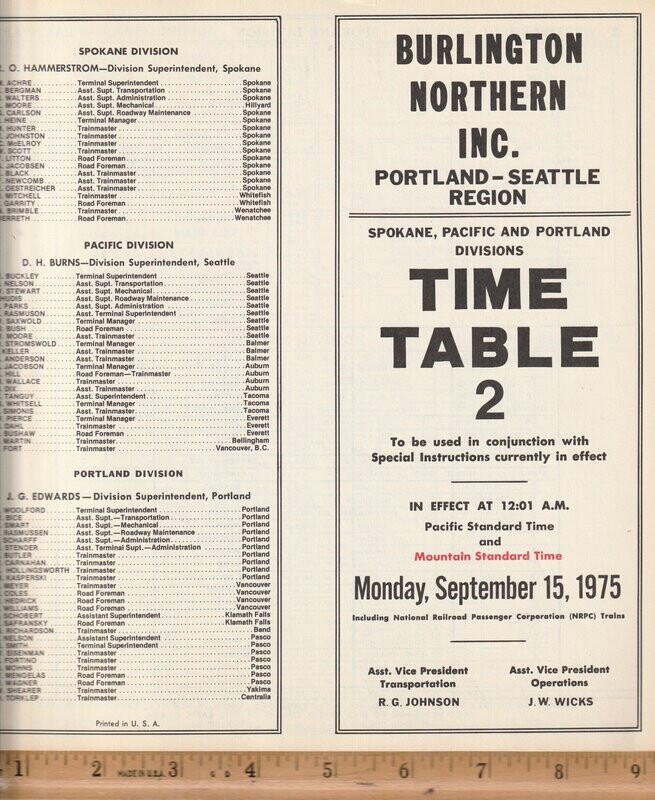 SPOKANE DIVISION
O. HAMMERSTROM—Division Superintendent, Spokane
ACHRE Terminal Superintendent Spokane
BERGMAN Asst. Supt. Transportation Spokane
WALTERS Asst. Supt. Administration Spokane
MOORE Asst. Supt. Mechanical Hillyard
CARLSON Asst. Supt. Roadway Maintenance Spokane
HEINE Terminal Manager Spokane
HUNTER Trainmaster Spokane
JOHNSTON Trainmaster Spokane
McELROY Trainmaster Spokane
SCOTT Trainmaster Spokane
LITTON Road Foreman Spokane
JACOBSEN Road Foreman Spokane
BLACK Asst. Trainmaster Spokane
NEWCOMB Asst. Trainmaster Spokane
OESTREICHER Asst. Trainmaster Spokane
MITCHELL Trainmaster Whitefish
GARRITY Road Foreman Whitefish
BRIMBLE Trainmaster Wenatchee
ERRETH Road Foreman Wenatchee
PACIFIC DIVISION
D. H. BURNS—Division Superintendent, Seattle
BUCKLEY Terminal Superintendent Seattle
NELSON Asst. Supt. Transportation Seattle
STEWART Asst. Supt. Mechanical Seattle
Asst. Supt. Roadway Maintenance Seattle
PARKS Asst. Supt. Administration Seattle
RASMUSON Asst. Terminal Superintendent Seattle
SAXWOLD Terminal Manager Seattle
BUSH Road Foreman Seattle
MOORE Asst. Trainmaster Seattle
STROMSWOLD Terminal Manager Balmer
KELLER Asst. Trainmaster Balmer
ANDERSON Asst. Trainmaster Balmer
JACOBSON Terminal Manager Auburn
HILL Road Foreman—Trainmaster Auburn
WALLACE Trainmaster Auburn
DIX Asst. Trainmaster Auburn
TANGUY Asst. Superintendent Tacoma
WHITSELL Terminal Manager Tacoma
SIMONIS Asst. Trainmaster Tacoma
PIERCE Terminal Manager Everett
DAHL Trainmaster Everett
BUSHAW Road Foreman Everett
MARTIN Trainmaster Bellingham
FORT Trainmaster Vancouver, B.C.
PORTLAND DIVISION
J. G. EDWARDS—Division Superintendent, Portland
WOOLFORD Terminal Superintendent Portland
BICE Asst. Supt.—Transportation Portland
SMART Asst. Supt.—Mechanical Portland
RASMUSSEN Asst. Supt.—Roadway Maintenance Portland
SCHARFF Asst. Supt.—Administration Portland
STENDER Asst. Terminal Supt.—Administration Portland
BUTLER Trainmaster Portland
CARNAHAN Trainmaster Portland
HOLLINGSWORTH Trainmaster Portland
KASPERSKI Trainmaster Portland
MEYER Trainmaster Vancouver
COLES Road Foreman Vancouver
HEDRICK Road Foreman Vancouver
WILLIAMS Road Foreman Vancouver
SCHOBERT Assistant Superintendent Klamath Falls
SAFRANSKY Road Foreman Klamath Falls
RICHARDSON Trainmaster Bend
NELSON Assistant Superintendent Pasco
SMITH Terminal Superintendent Pasco
EISENMAN Trainmaster Pasco
FORTINO Trainmaster Pasco
MOHNS Trainmaster Pasco
MENGELAS Road Foreman Pasco
WAGNER Road Foreman Pasco
SHEARER Trainmaster Yakima
TORKLEP Trainmaster Centralia
Printed in U. S. A.
BURLINGTON
NORTHERN
INC.
PORTLAND–SEATTLE
REGION
SPOKANE, PACIFIC AND PORTLAND
DIVISIONS
TIME
TABLE
2
To be used in conjunction with
Special Instructions currently in effect
IN EFFECT AT 12:01 A.M.
Pacific Standard Time
and
Mountain Standard Time
Monday, September 15, 1975
Including National Railroad Passenger Corporation (NRPC) Trains
Asst. Vice President
Transportation
R. G. JOHNSON
Asst. Vice President
Operations
J. W. WICKS
1 2 MADE IN U.S.A. 3 4 5 6 7 8 9